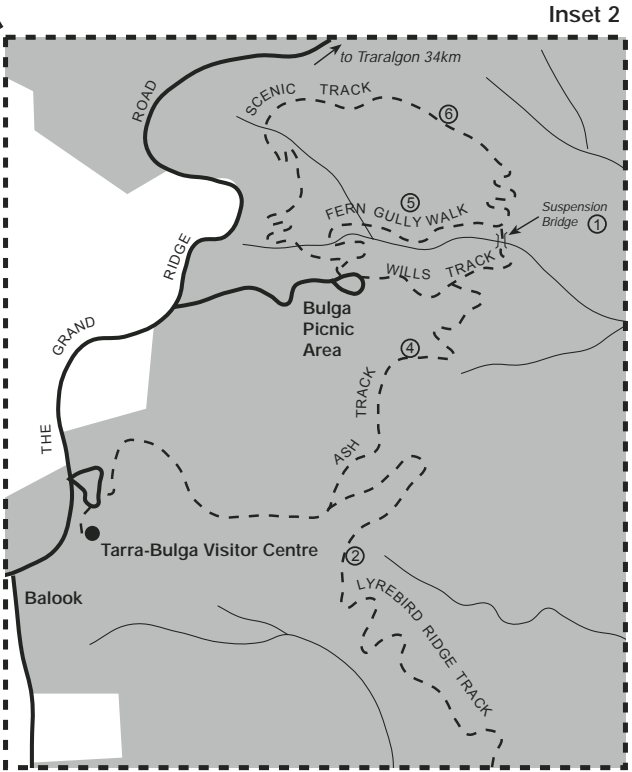 Inset 2
to Traralgon 34km
SCENIC TRACK
ROAD
6
5
FERN GULLY WALK
Suspension
Bridge 1
RIDGE
WILLS TRACK
Bulga
Picnic
Area
GRAND
4
TRACK
THE
ASH
Tarra-Bulga Visitor Centre
2
Balook
LYREBIRD RIDGE TRACK